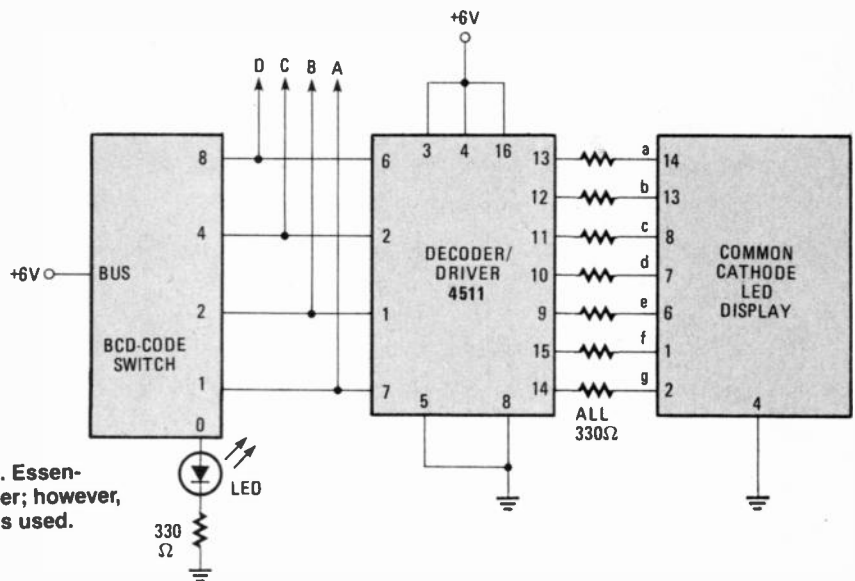 +6V
D C B A
8 6 3 4 16 13 a 14
12 b 13
4 2 11 c 8
+6V BUS DECODER/ 10 d 7 COMMON
DRIVER CATHODE
4511 LED
DISPLAY
2 1 9 e 6
BCD-CODE
SWITCH 15 f 1
1 7 14 g 2
0 5 8 ALL 4
330Ω
. Essen-
er; however, LED
s used.
330
Ω